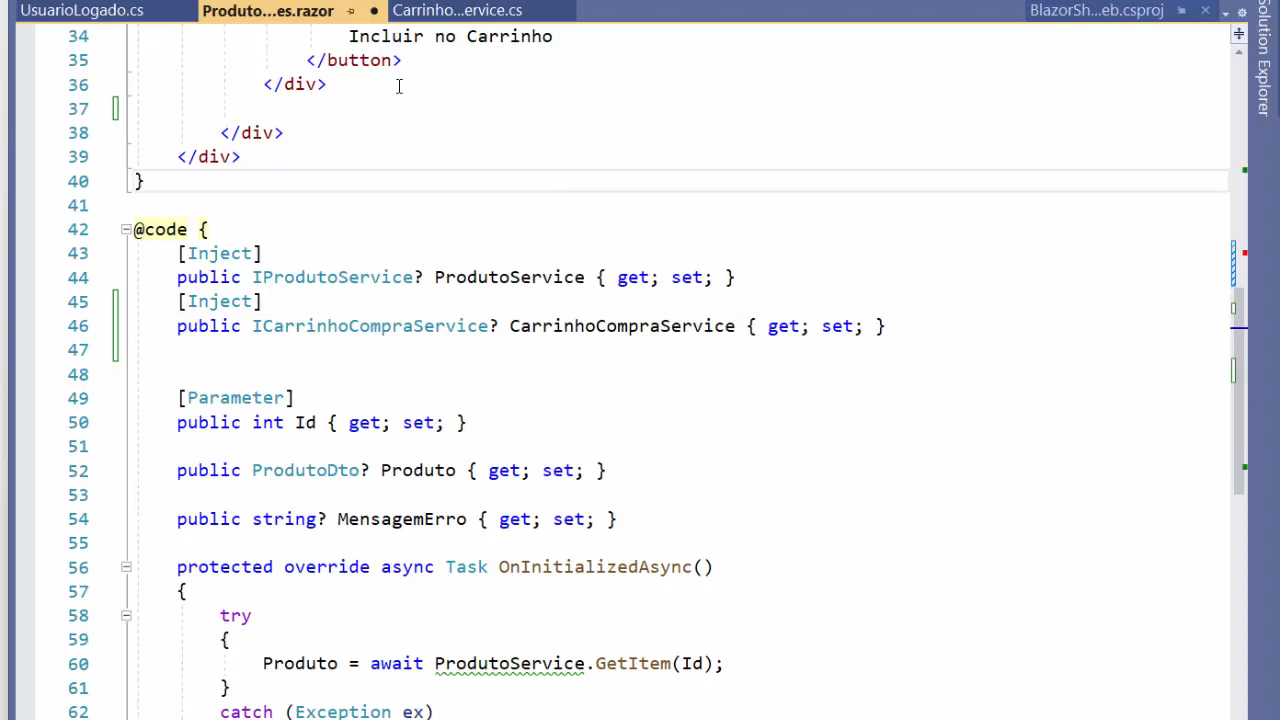 UsuarioLogado.cs Produto...es.razor Carrinho...ervice.cs BlazorSh...eb.csproj
Solution Explorer
34 Incluir no Carrinho
35 </button>
36 </div>
37
38 </div>
39 </div>
40 }
41
42 @code {
43 [Inject]
44 public IProdutoService? ProdutoService { get; set; }
45 [Inject]
46 public ICarrinhoCompraService? CarrinhoCompraService { get; set; }
47
48
49 [Parameter]
50 public int Id { get; set; }
51
52 public ProdutoDto? Produto { get; set; }
53
54 public string? MensagemErro { get; set; }
55
56 protected override async Task OnInitializedAsync()
57 {
58 try
59 {
60 Produto = await ProdutoService.GetItem(Id);
61 }
62 catch (Exception ex)